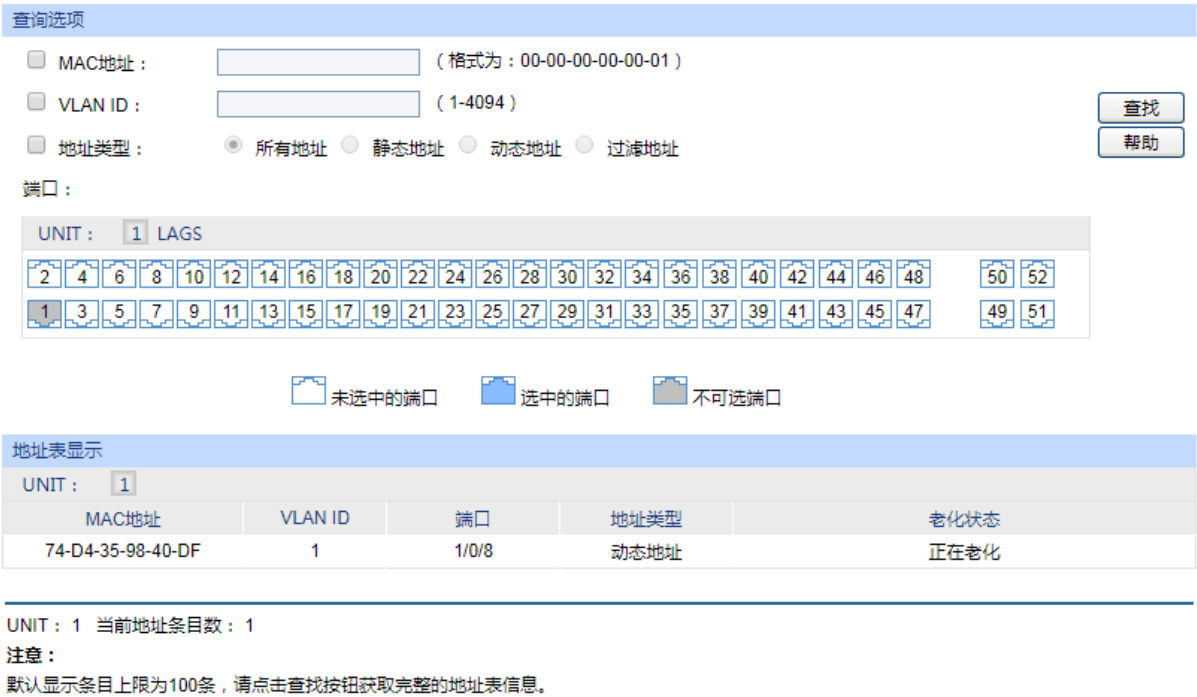 查询选项
MAC地址： （格式为：00-00-00-00-00-01）
VLAN ID： （1-4094） 查找
地址类型： 所有地址 静态地址 动态地址 过滤地址 帮助
端口：
UNIT： 1 LAGS
2 4 6 8 10 12 14 16 18 20 22 24 26 28 30 32 34 36 38 40 42 44 46 48 50 52
1 3 5 7 9 11 13 15 17 19 21 23 25 27 29 31 33 35 37 39 41 43 45 47 49 51
未选中的端口 选中的端口 不可选端口
地址表显示
UNIT： 1
MAC地址 VLAN ID 端口 地址类型 老化状态
74-D4-35-98-40-DF 1 1/0/8 动态地址 正在老化
UNIT： 1 当前地址条目数： 1
注意：
默认显示条目上限为100条，请点击查找按钮获取完整的地址表信息。